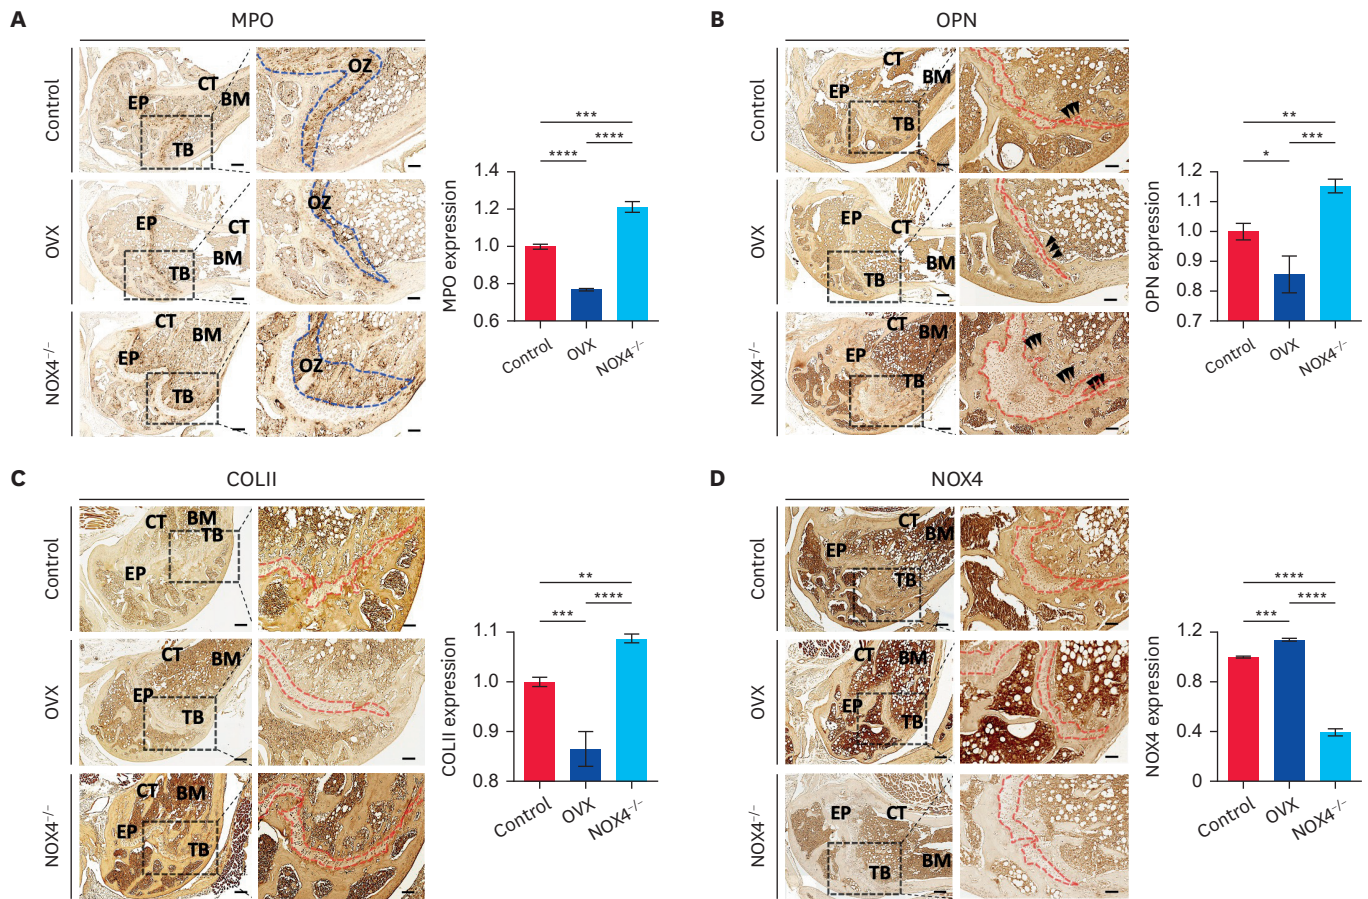 A
MPO
Control
CT
EP
BM
TB
OZ
OVX
EP
CT
BM
TB
OZ
NOX4−/−
CT
BM
EP
TB
OZ
MPO expression
1.4
1.2
1.0
0.8
0.6
***
****
****
Control
OVX
NOX4−/−
B
OPN
Control
CT
BM
EP
TB
OVX
EP
CT
BM
TB
NOX4−/−
CT
BM
EP
TB
OPN expression
1.2
1.1
1.0
0.9
0.8
0.7
**
***
*
Control
OVX
NOX4−/−
C
COLII
Control
CT
BM
TB
EP
OVX
CT
BM
EP
TB
NOX4−/−
CT
BM
EP
TB
COLII expression
1.1
1.0
0.9
0.8
**
****
***
Control
OVX
NOX4−/−
D
NOX4
Control
CT
BM
EP
TB
OVX
CT
BM
EP
TB
NOX4−/−
EP
CT
TB
BM
NOX4 expression
1.2
0.8
0.4
0
****
****
***
Control
OVX
NOX4−/−